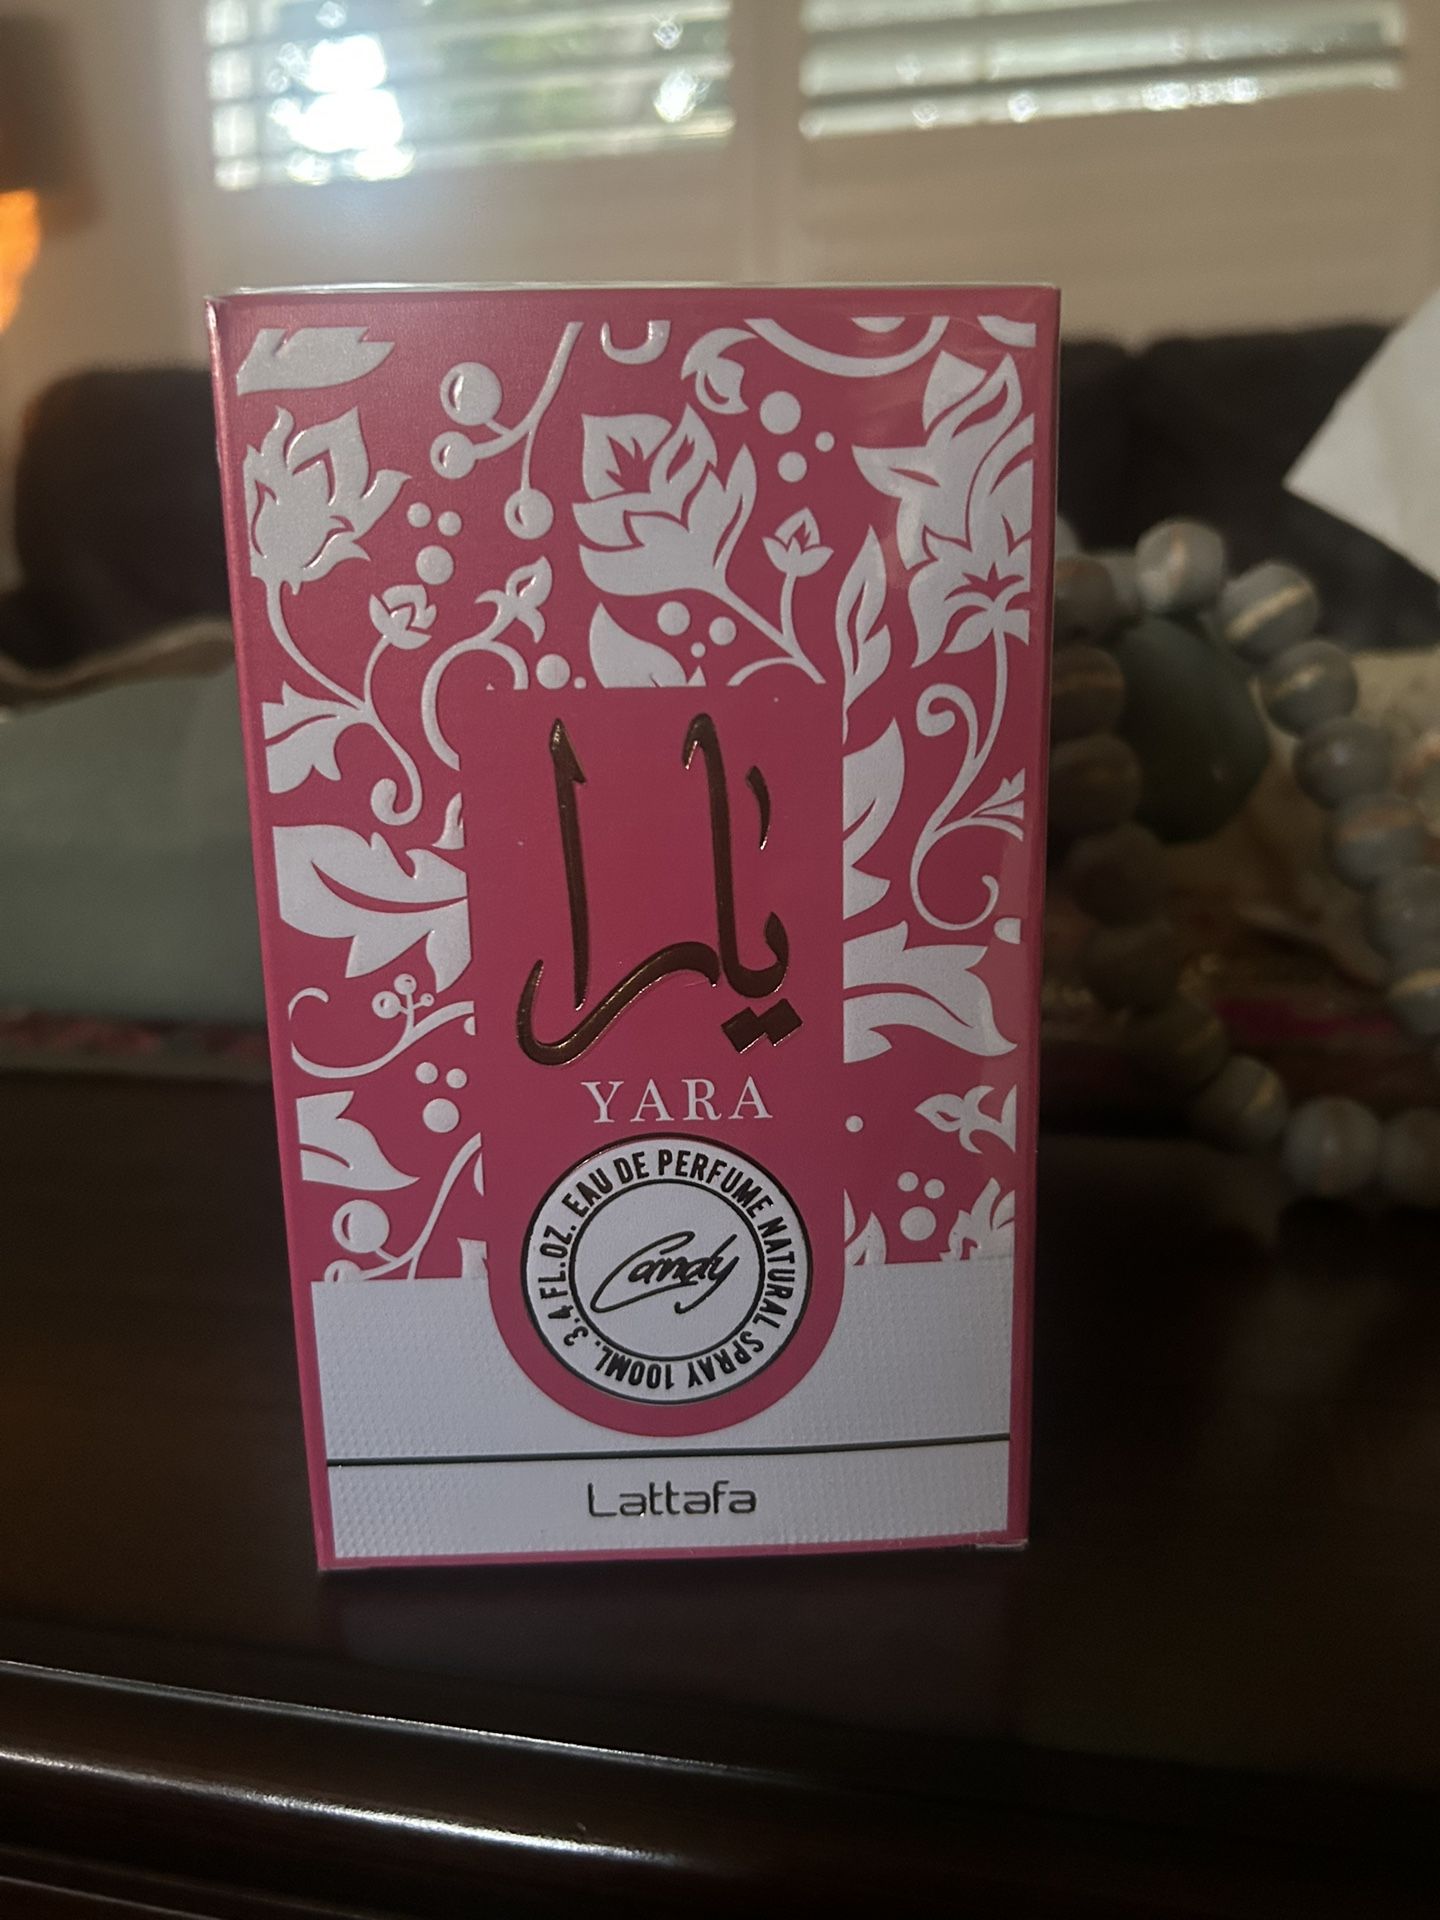 يارا
YARA
3.4 FL.OZ. EAU DE PERFUME NATURAL SPRAY 100ML.
Candy
Lattafa